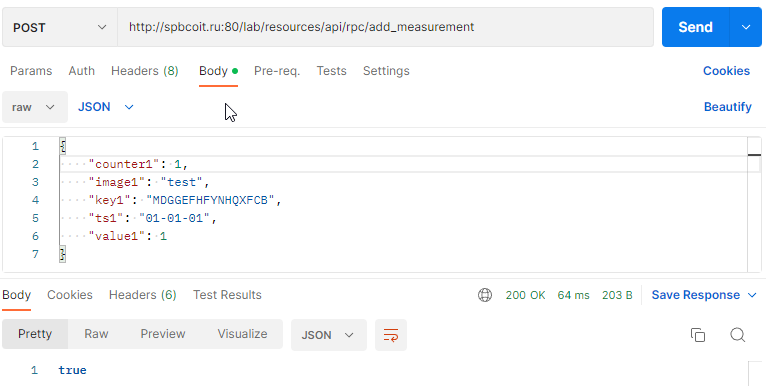 POST http://spbcoit.ru:80/lab/resources/api/rpc/add_measurement Send
Params Auth Headers (8) Body Pre-req. Tests Settings Cookies
raw JSON Beautify
1 {
2 "counter1": 1,
3 "image1": "test",
4 "key1": "MDGGEFHFYNHQXFCB",
5 "ts1": "01-01-01",
6 "value1": 1
7 }
Body Cookies Headers (6) Test Results 200 OK 64 ms 203 B Save Response
Pretty Raw Preview Visualize JSON
1 true